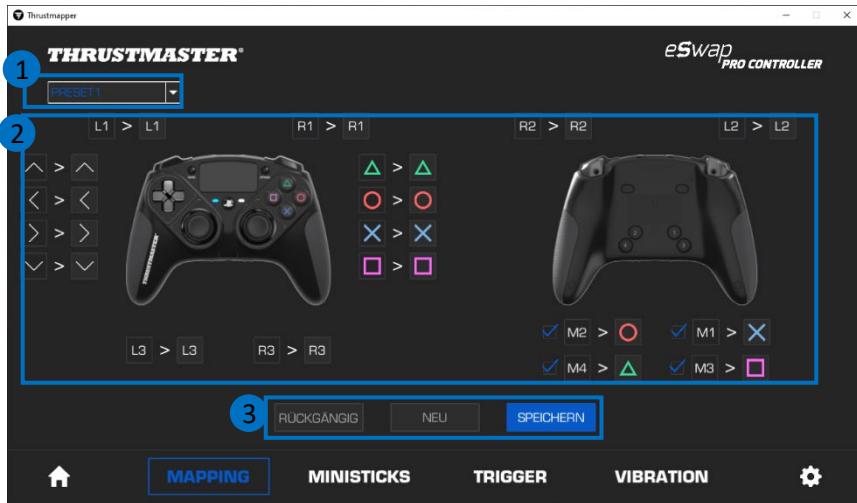 Thrustmapper
THRUSTMASTER®
eSwap
PRO CONTROLLER
1
PRESET 1
2
L1 > L1
R1 > R1
R2 > R2
L2 > L2
>
>
>
>
>
>
>
>
THRUSTMASTER
L3 > L3
R3 > R3
M2 >
M1 >
M4 >
M3 >
3
RÜCKGÄNGIG
NEU
SPEICHERN
MAPPING
MINISTICKS
TRIGGER
VIBRATION